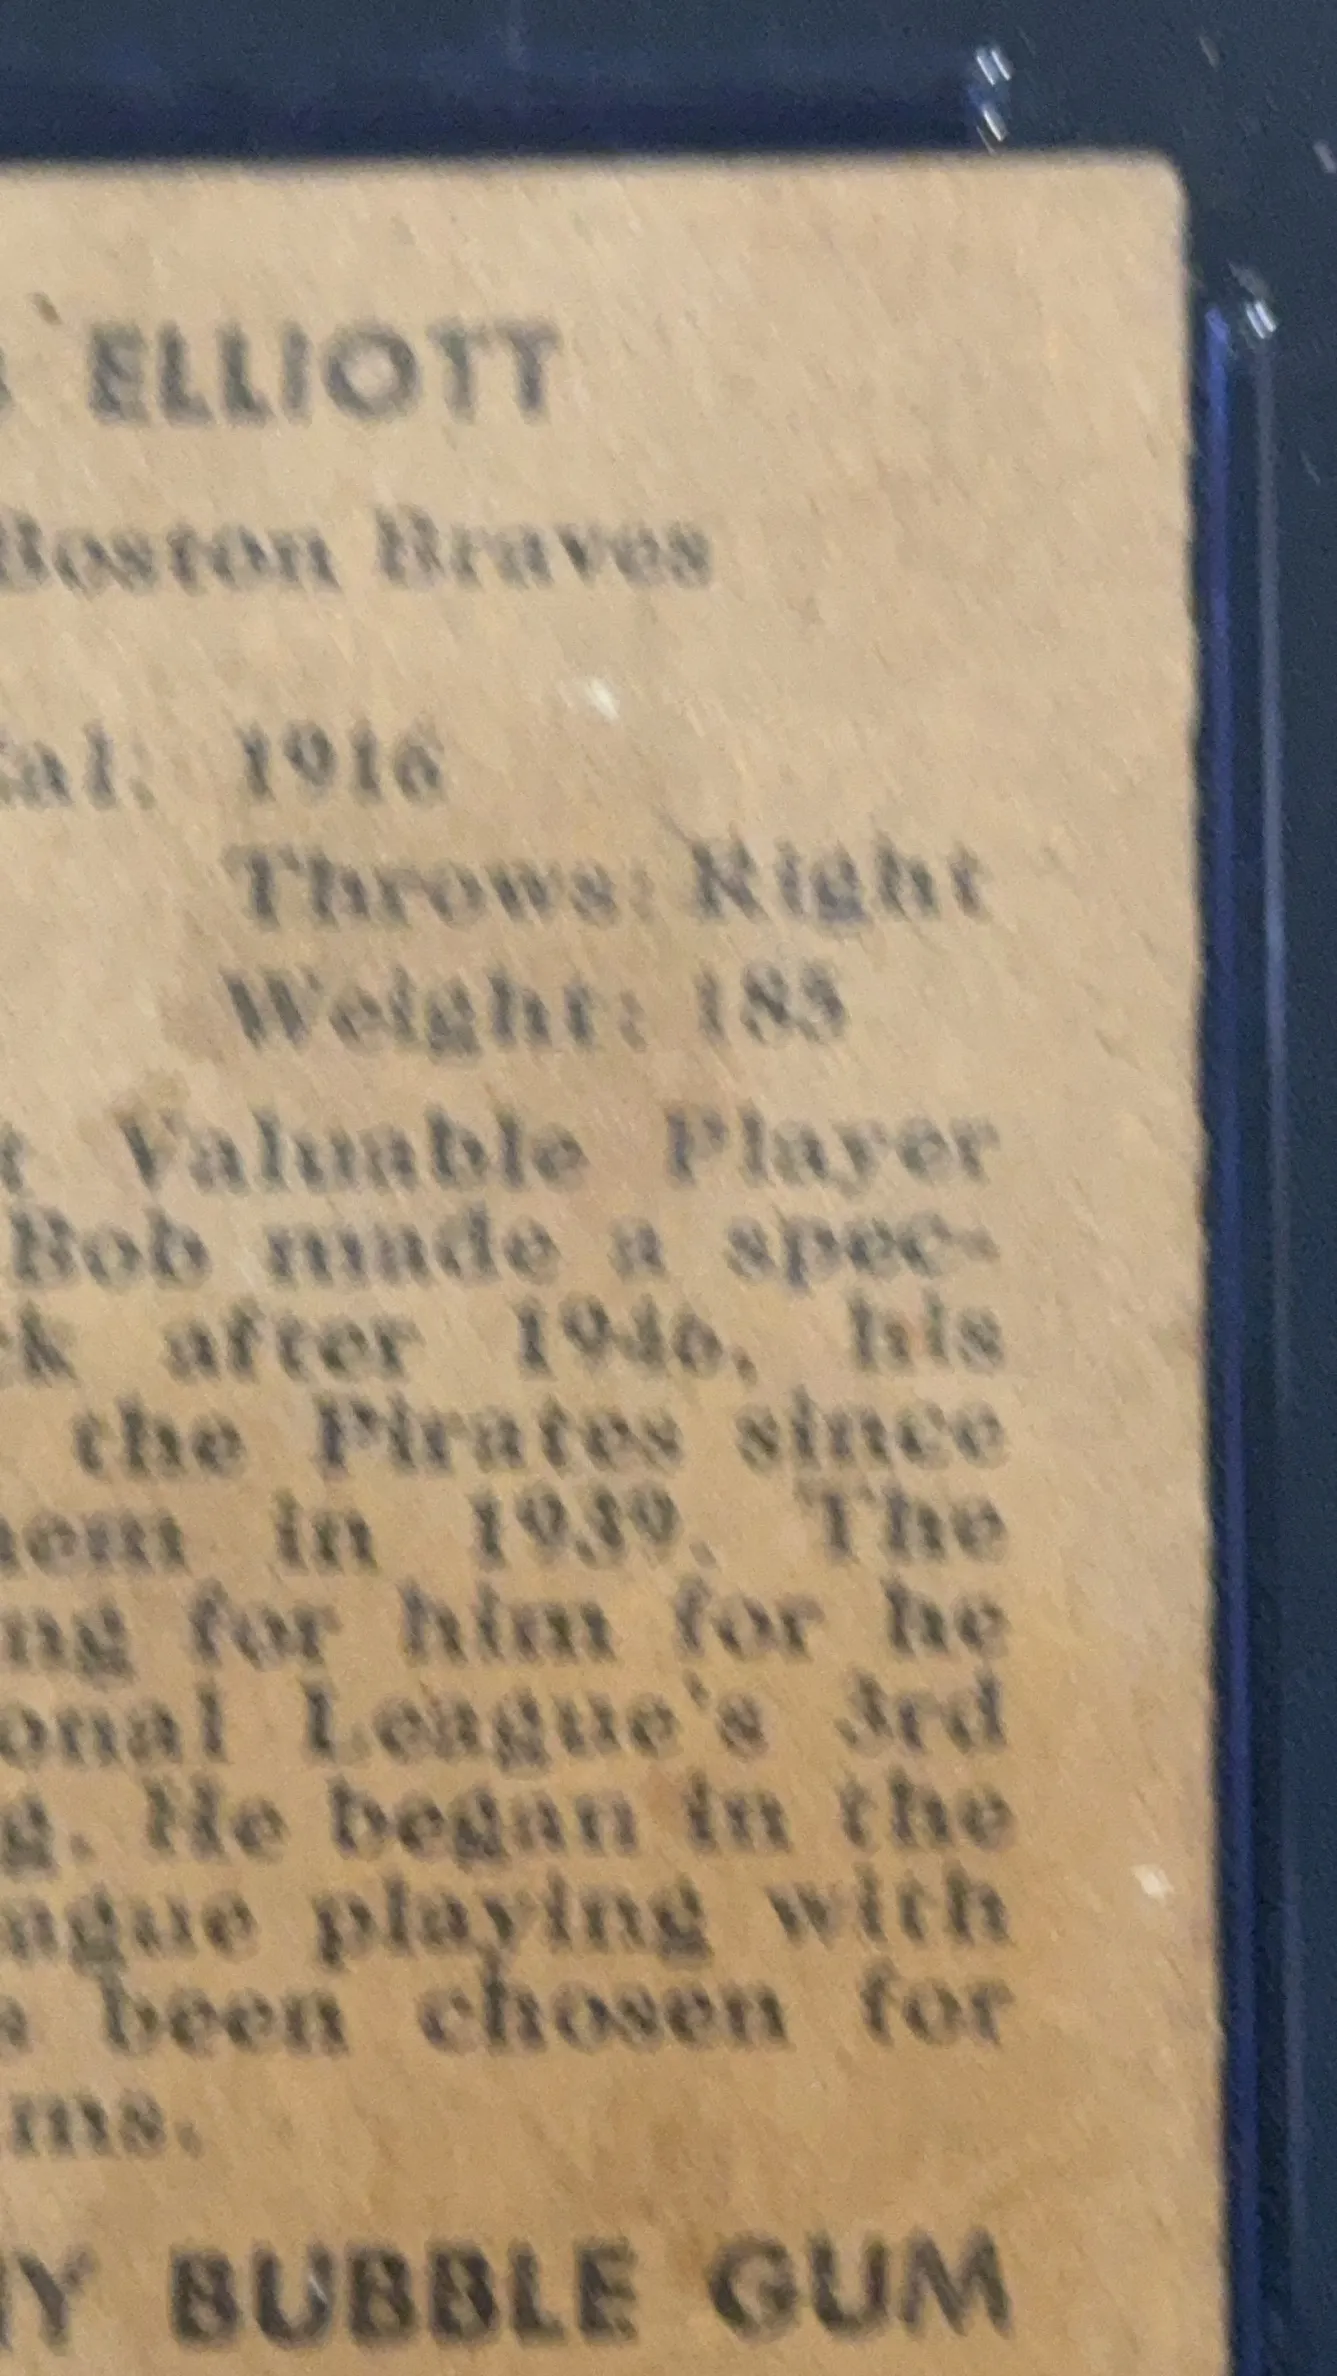 ELLIOTT
Boston Braves
Cal. 1916
Throws: Right
Weight: 185
Valuable Player
Bob made a spec-
after 1946, his
the Pirates since
in 1939. The
for him for he
League's 3rd
He began in the
playing with
been chosen for
BUBBLE GUM